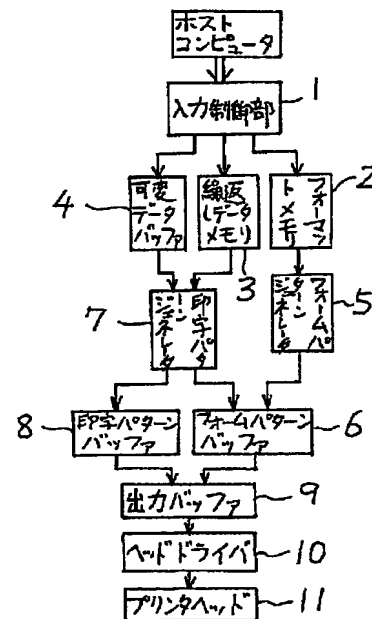 ホスト
コンピュータ
1
入力制御部
4
可変
データ
バッファ
繰返
しデータ
メモリ
3
フォーマッ
トメモリ
2
7
印字パタ
ーン
ジェネレータ
フォームパ
ターン
ジェネレータ
5
8
印字パターン
バッファ
フォームパターン
バッファ
6
出力バッファ
9
ヘッドドライバ
10
プリンタヘッド
11